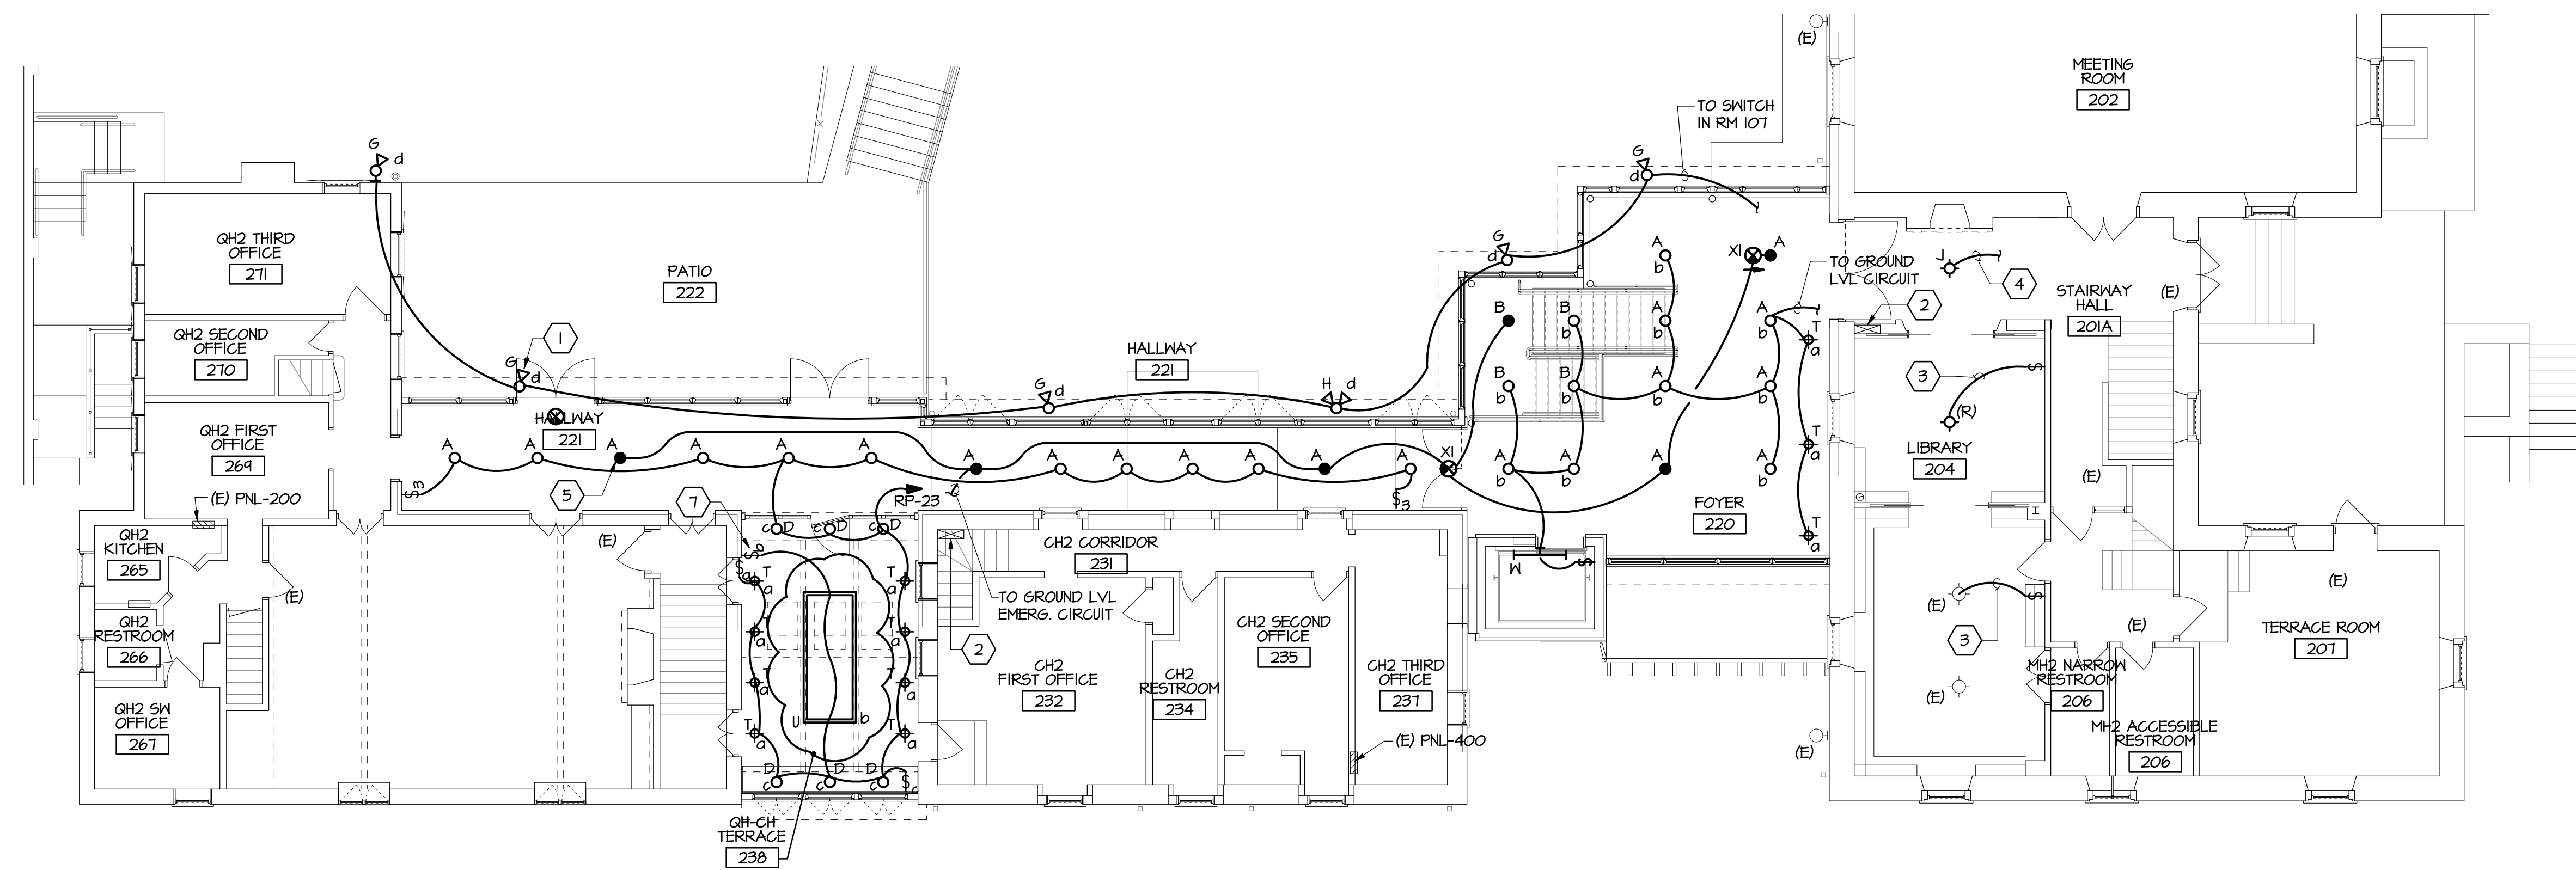 (E)
MEETING
ROOM
202
TO SWITCH
IN RM 107
G
d
G
d
QH2 THIRD
OFFICE
271
PATIO
222
G
d
A
b
X1
A
TO GROUND
LVL CIRCUIT
J
4
2
STAIRWAY
HALL
201A
(E)
QH2 SECOND
OFFICE
270
1
G
d
HALLWAY
221
B
B
b
A
b
A
b
T
a
3
S
G
d
H
d
B
b
B
b
A
b
A
b
(R)
HALLWAY
221
QH2 FIRST
OFFICE
269
A
A
A
A
A
A
A
A
A
A
A
A
A
X1
A
b
A
b
A
A
b
T
a
LIBRARY
204
(E)
S3
5
7
RP-23
S3
(E) PNL-200
FOYER
220
H
QH2
KITCHEN
265
(E)
S b
c D
c D
c D
CH2 CORRIDOR
231
T
a
M
S
S a
T
a
T
a
(E)
TO GROUND LVL
EMERG. CIRCUIT
(E)
S
(E)
QH2
RESTROOM
266
T
a
T
a
2
CH2 SECOND
OFFICE
235
3
(E)
TERRACE ROOM
207
CH2
FIRST OFFICE
232
CH2
RESTROOM
234
CH2 THIRD
OFFICE
237
MH2 NARROW
RESTROOM
206
T
a
T
a
(E)
QH2 SW
OFFICE
267
U
b
T
a
T
a
(E) PNL-400
(E)
MH2 ACCESSIBLE
RESTROOM
206
D
c
D
c
D
c
S
QH-CH
TERRACE
238